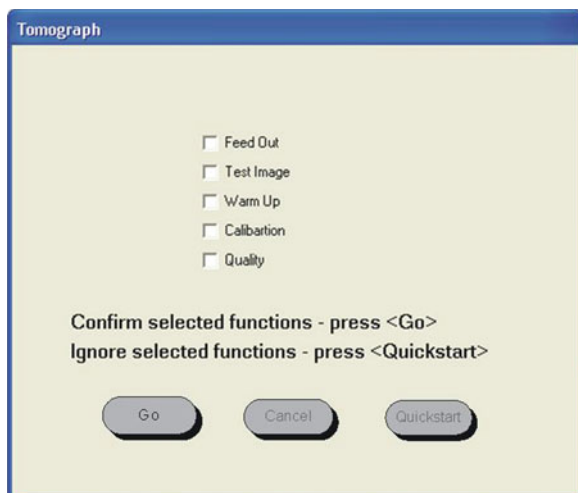 Tomograph
Feed Out
Test Image
Warm Up
Calibartion
Quality
Confirm selected functions - press <Go>
Ignore selected functions - press <Quickstart>
Go Cancel Quickstart